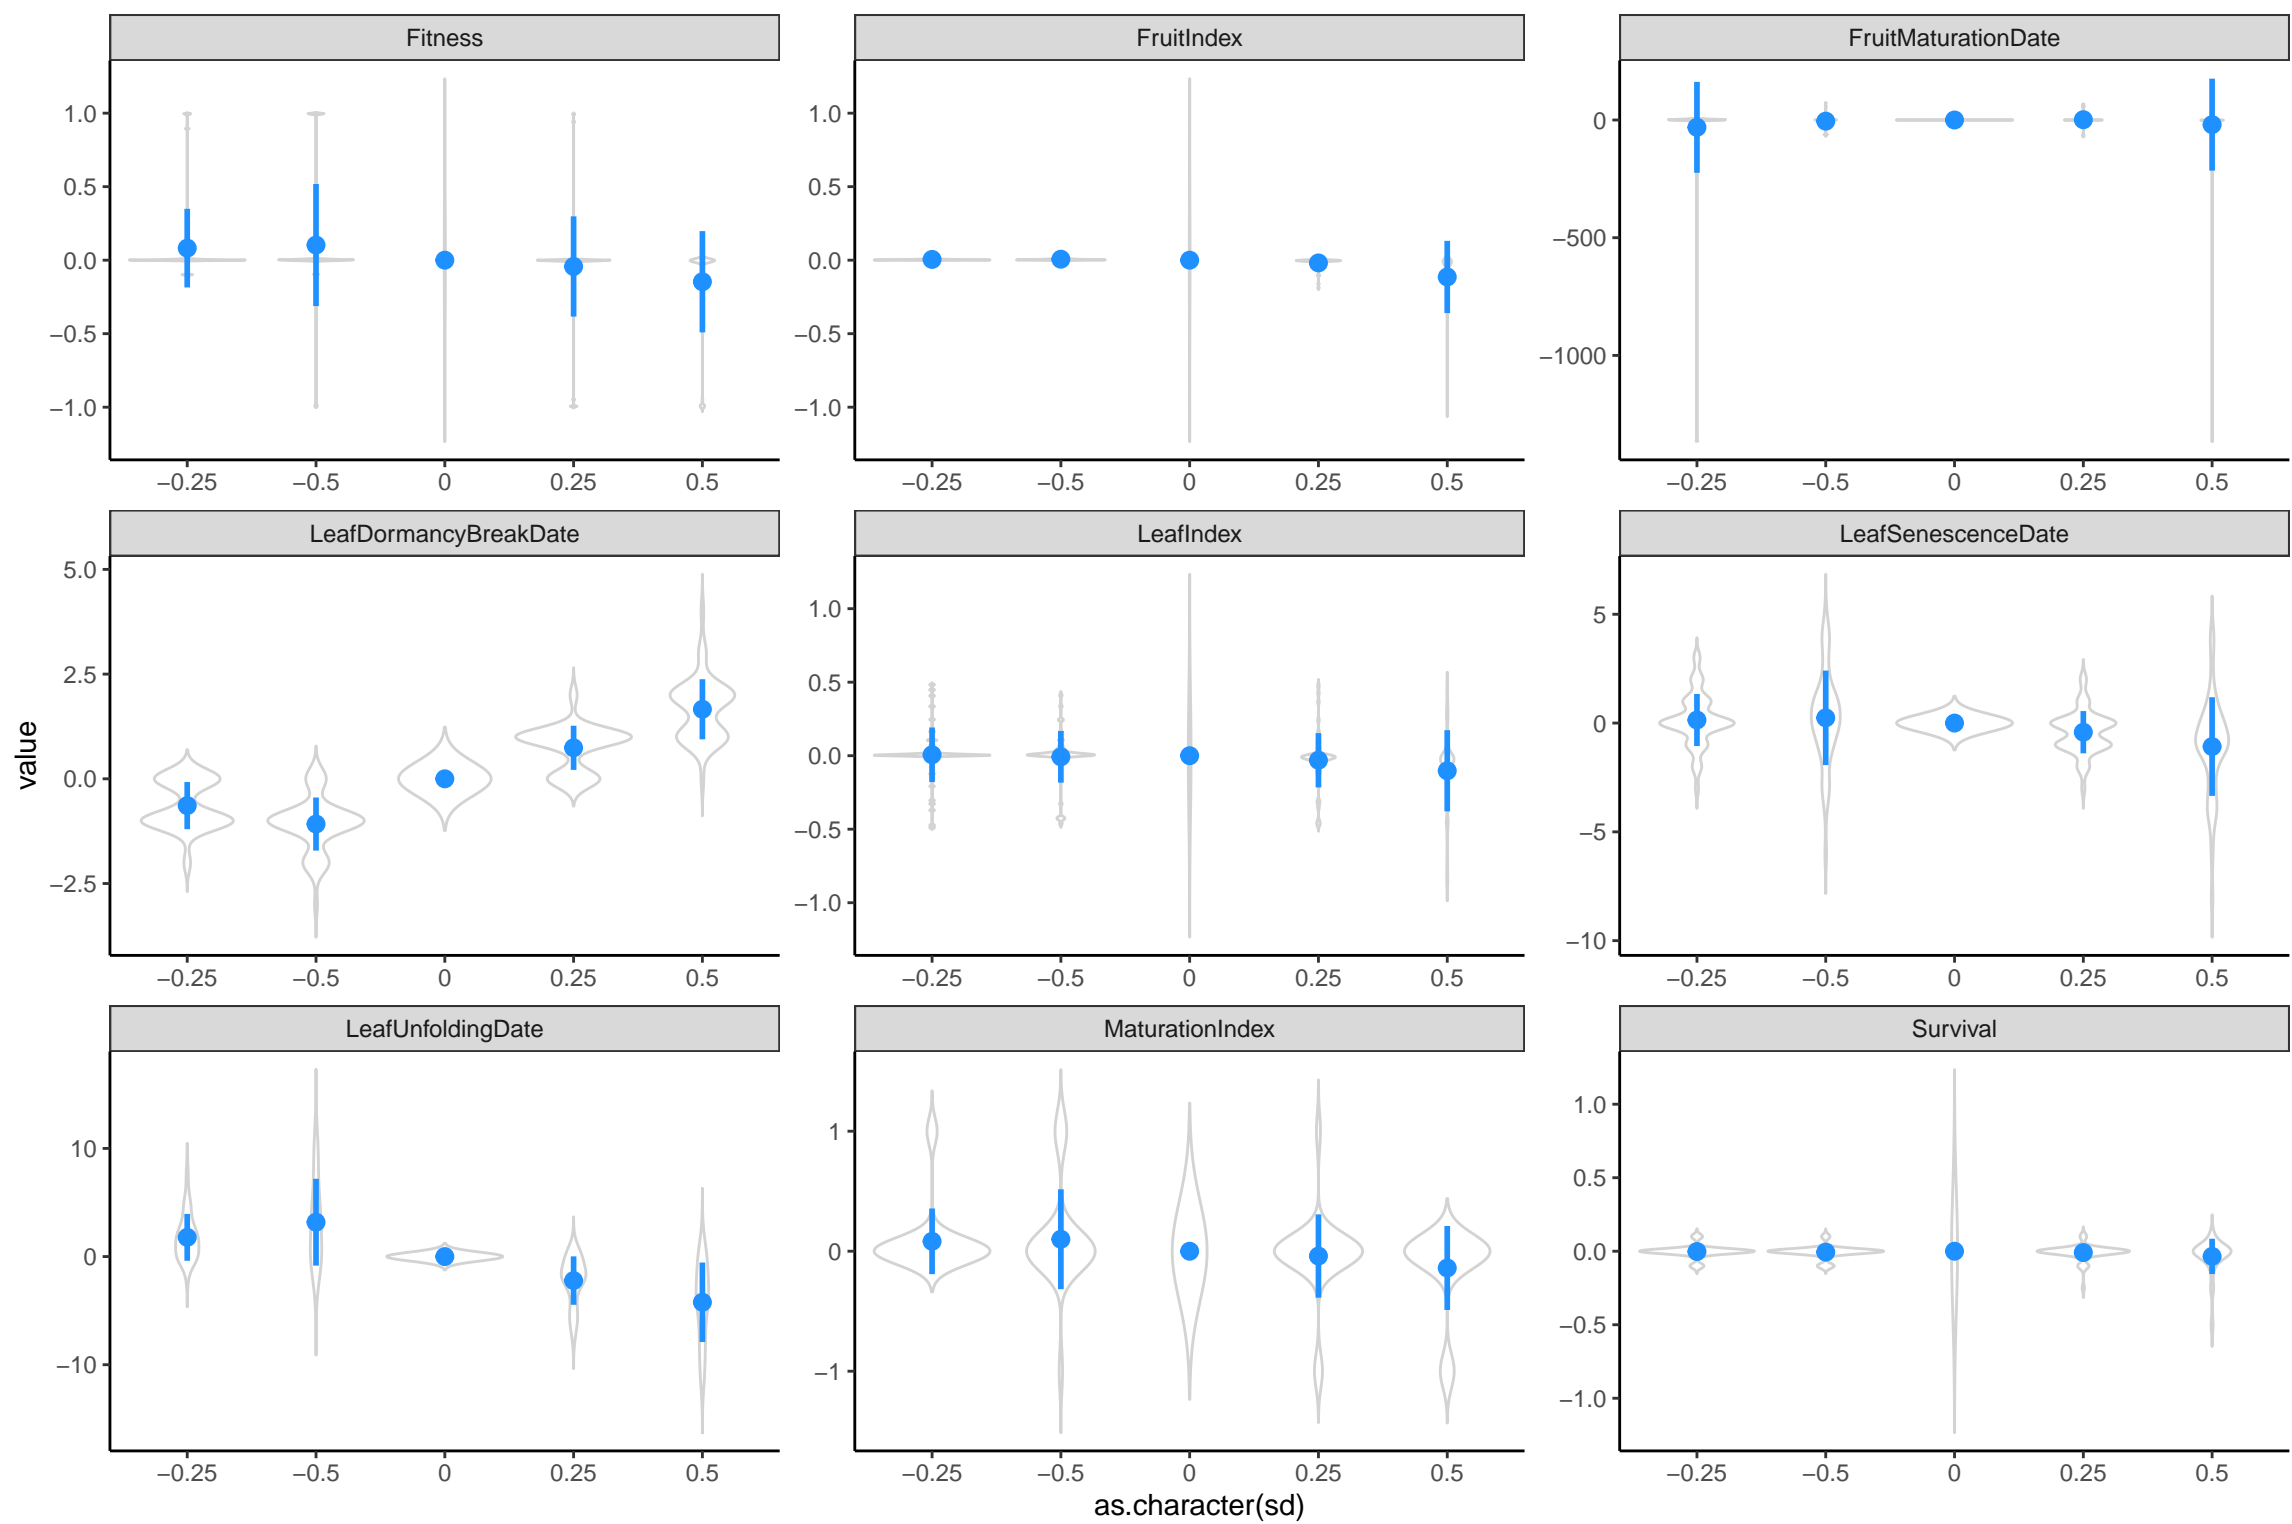 Fitness FruitIndex FruitMaturationDate
1.0 1.0
0.5 0.5 0
0.0 0.0 −500
−0.5 −0.5 −1000
−1.0 −1.0
−0.25 −0.5 0 0.25 0.5 −0.25 −0.5 0 0.25 0.5 −0.25 −0.5 0 0.25 0.5
LeafDormancyBreakDate LeafIndex LeafSenescenceDate
5.0 1.0 5
2.5 0.5 0
0.0 0.0 −5
−2.5 −0.5 −10
−1.0
−0.25 −0.5 0 0.25 0.5 −0.25 −0.5 0 0.25 0.5 −0.25 −0.5 0 0.25 0.5
value
LeafUnfoldingDate MaturationIndex Survival
10 1 1.0
0 0 0.5
−10 −1 0.0
−0.5
−1.0
−0.25 −0.5 0 0.25 0.5 −0.25 −0.5 0 0.25 0.5 −0.25 −0.5 0 0.25 0.5
as.character(sd)